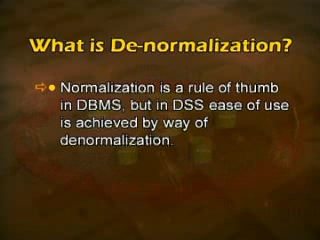 What is De-normalization?
Normalization is a rule of thumb
in DBMS, but in DSS ease of use
is achieved by way of
denormalization.